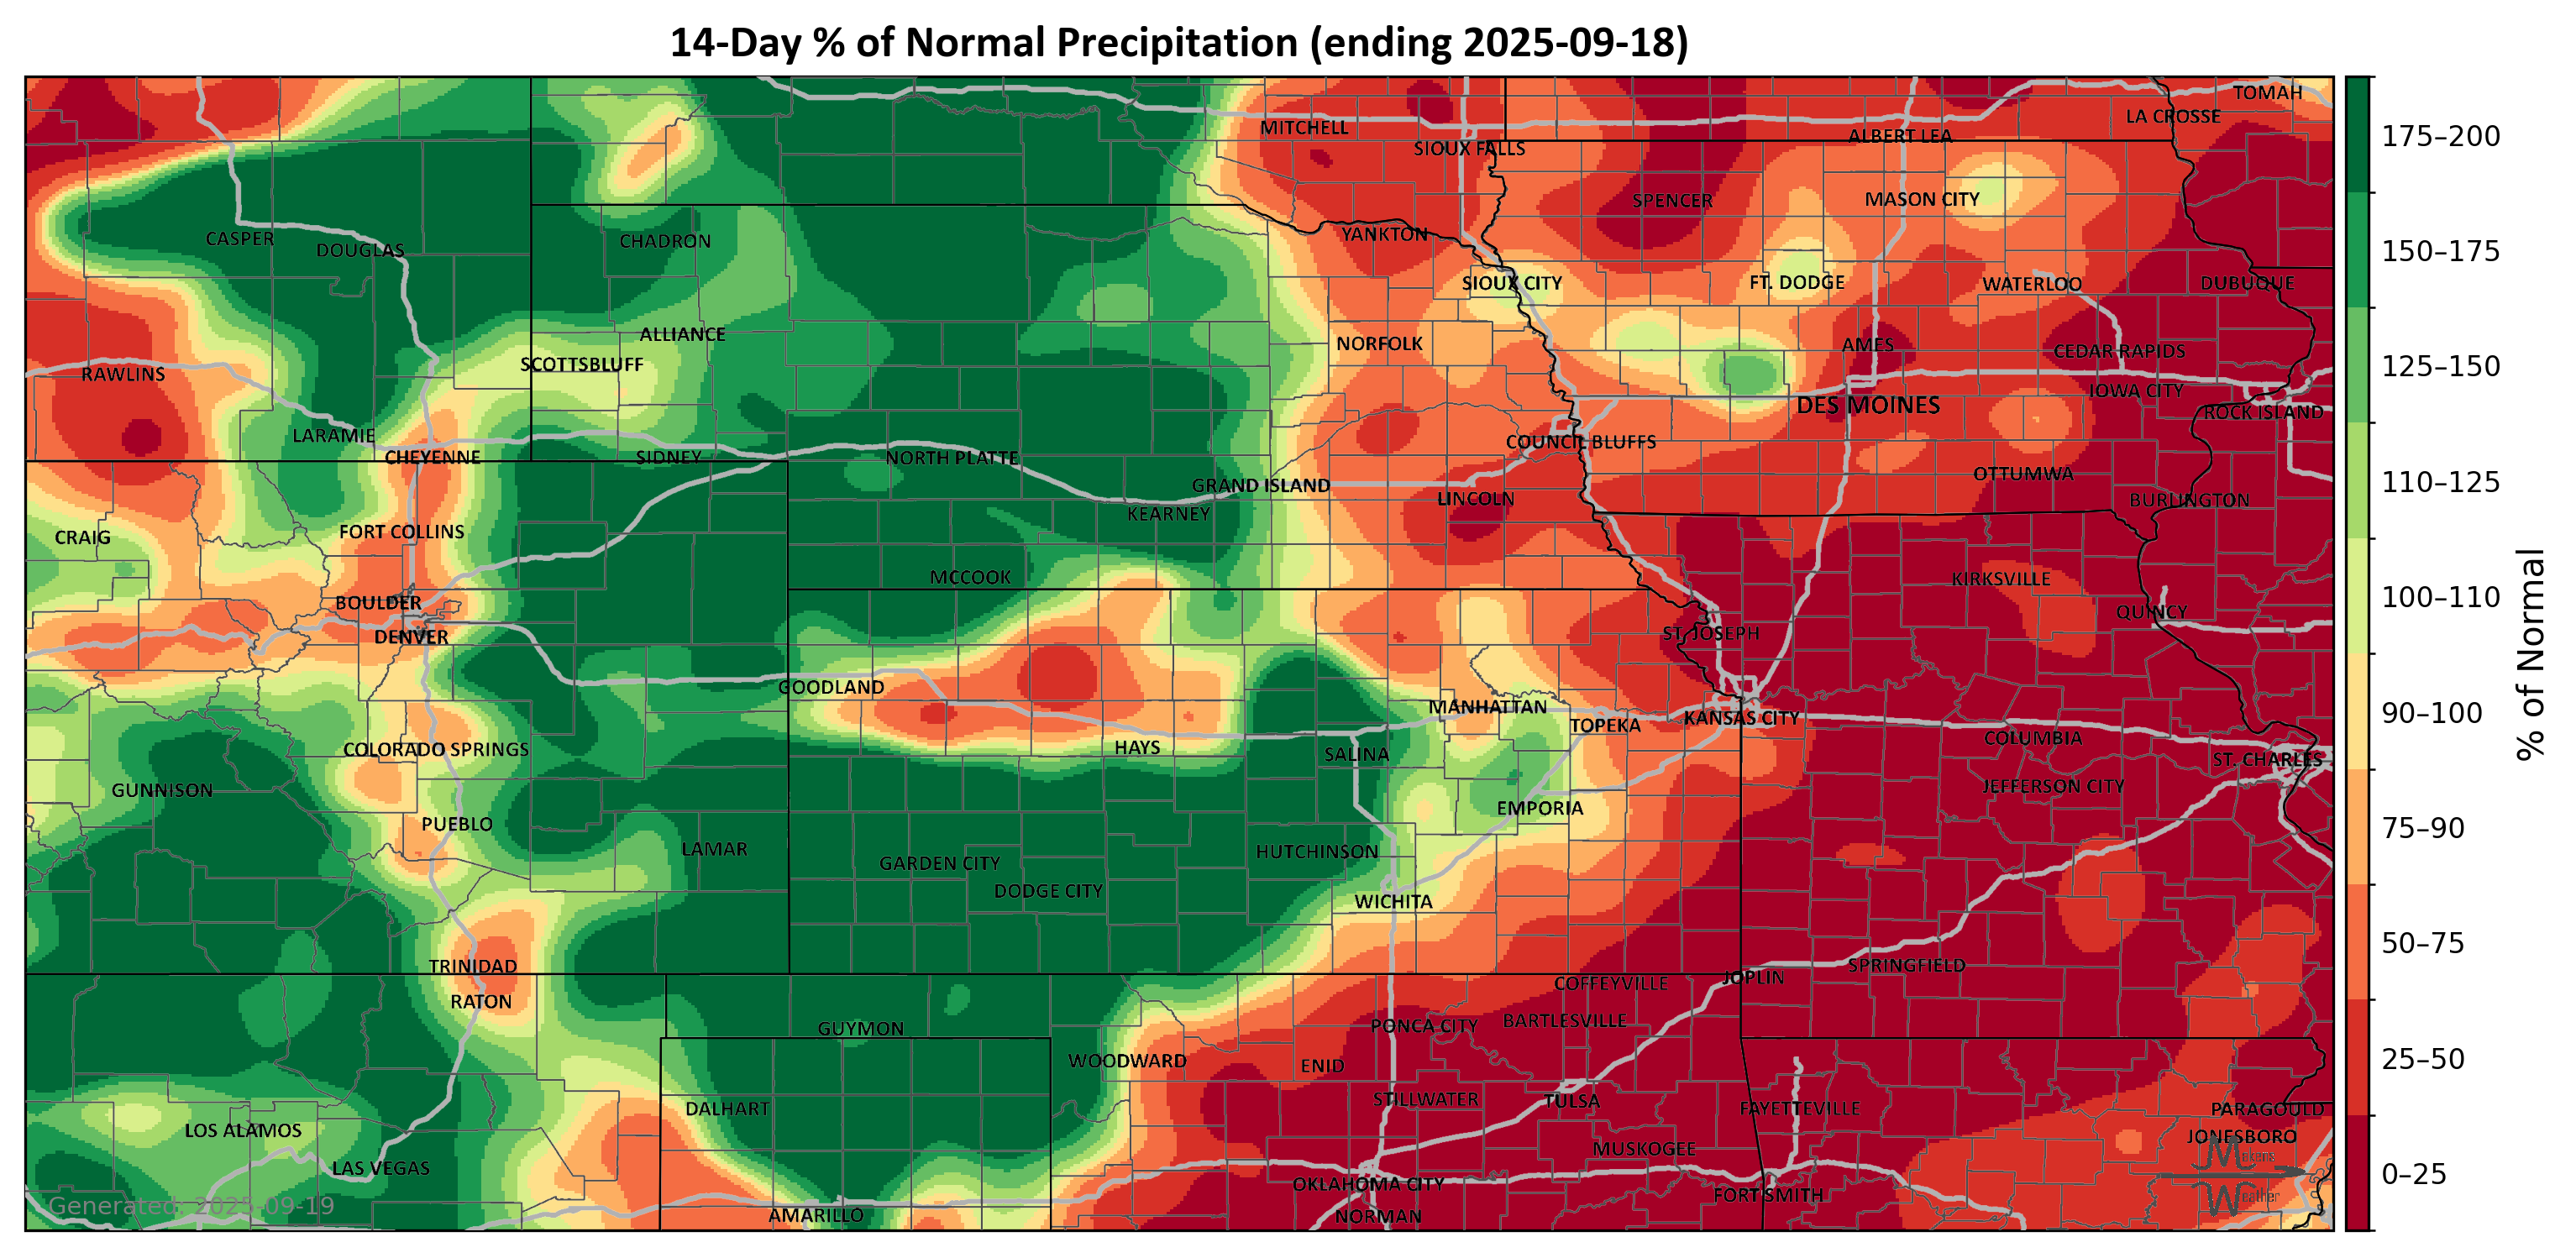 14-Day % of Normal Precipitation (ending 2025-09-18)
TOMAH
LA CROSSE
MITCHELL
ALBERT LEA
SIOUX FALLS
SPENCER
MASON CITY
YANKTON
CASPER
DOUGLAS
CHADRON
SIOUX CITY
FT. DODGE
WATERLOO
DUBUQUE
ALLIANCE
NORFOLK
AMES
CEDAR RAPIDS
SCOTTSBLUFF
RAWLINS
IOWA CITY
DES MOINES
ROCK ISLAND
LARAMIE
COUNCIL BLUFFS
CHEYENNE
SIDNEY
NORTH PLATTE
OTTUMWA
GRAND ISLAND
LINCOLN
BURLINGTON
KEARNEY
FORT COLLINS
CRAIG
MCCOOK
KIRKSVILLE
BOULDER
QUINCY
DENVER
ST. JOSEPH
GOODLAND
MANHATTAN
TOPEKA
KANSAS CITY
COLUMBIA
COLORADO SPRINGS
HAYS
SALINA
ST. CHARLES
GUNNISON
JEFFERSON CITY
EMPORIA
PUEBLO
LAMAR
HUTCHINSON
GARDEN CITY
DODGE CITY
WICHITA
TRINIDAD
SPRINGFIELD
JOPLIN
COFFEYVILLE
RATON
BARTLESVILLE
PONCA CITY
GUYMON
WOODWARD
ENID
STILLWATER
TULSA
DALHART
FAYETTEVILLE
PARAGOULD
LOS ALAMOS
JONESBORO
MUSKOGEE
LAS VEGAS
OKLAHOMA CITY
FORT SMITH
AMARILLO
NORMAN
Generated: 2025-09-19
Makens
Weather
175–200
150–175
125–150
110–125
100–110
90–100
75–90
50–75
25–50
0–25
% of Normal